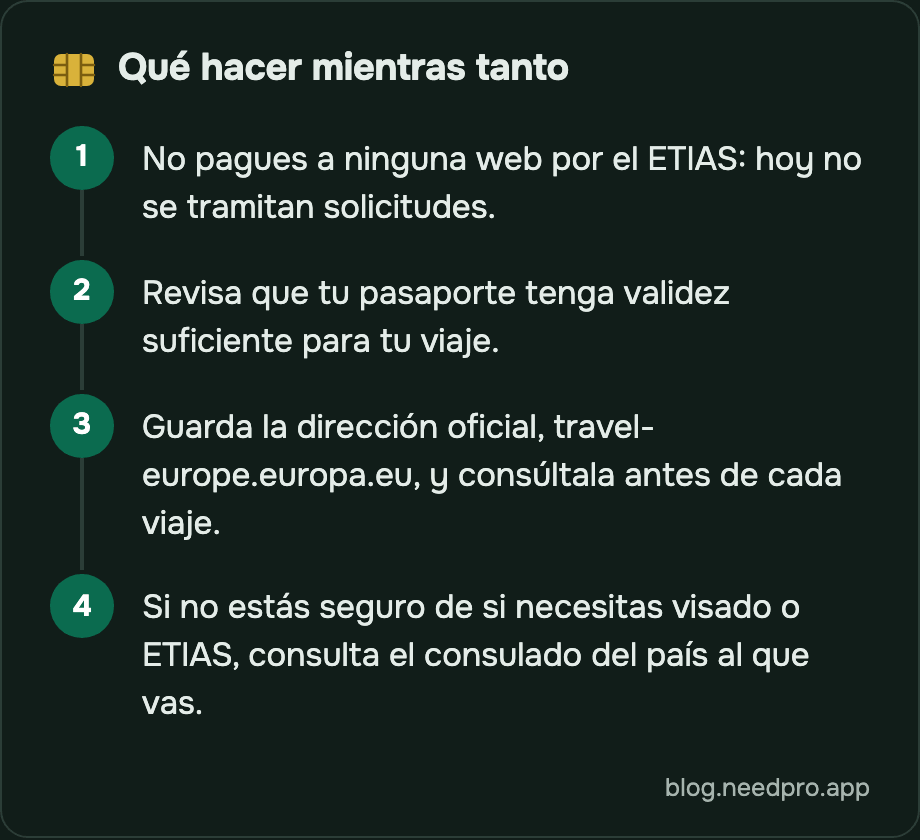 Qué hacer mientras tanto
1
No pagues a ninguna web por el ETIAS: hoy no
se tramitan solicitudes.
2
Revisa que tu pasaporte tenga validez
suficiente para tu viaje.
3
Guarda la dirección oficial, travel-
europe.europa.eu, y consúltala antes de cada
viaje.
4
Si no estás seguro de si necesitas visado o
ETIAS, consulta el consulado del país al que
vas.
blog.needpro.app